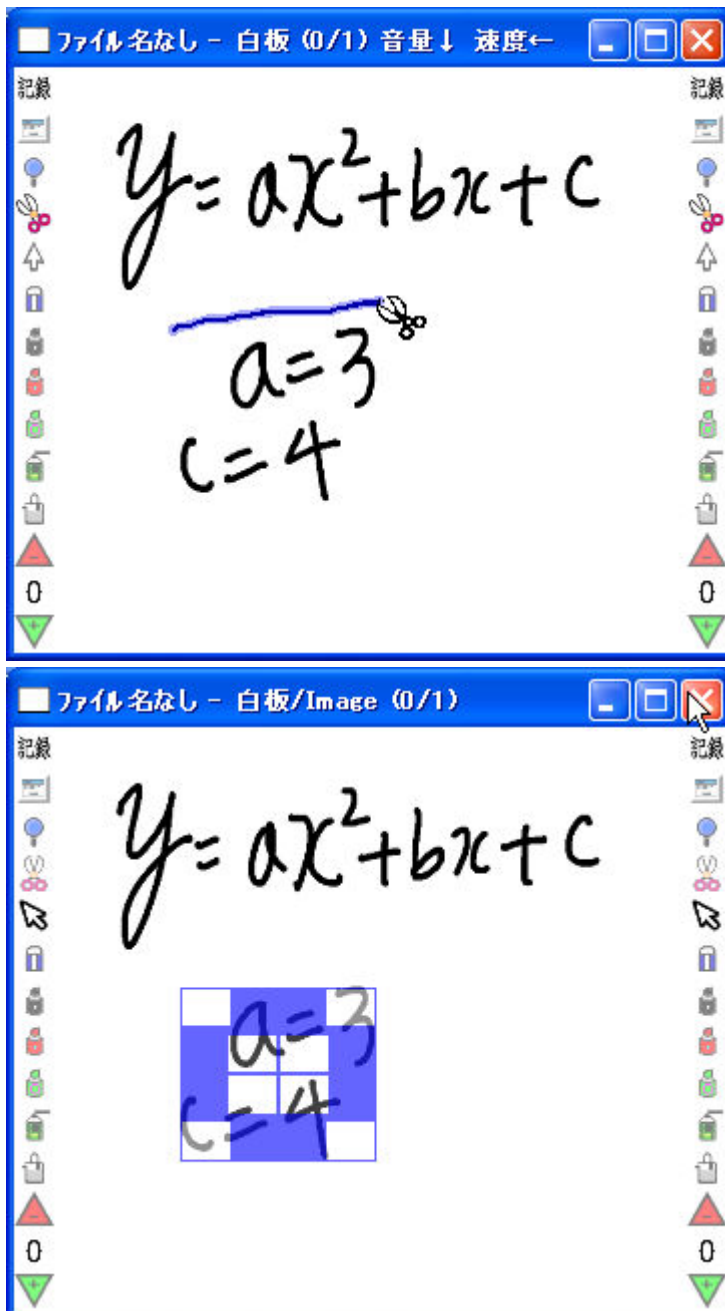 ファイル名なし - 白板 (0/1) 音量↓ 速度←
記録 記録
y = ax²+bx+c
a=3
c=4
0 0
ファイル名なし - 白板/Image (0/1)
記録 記録
y = ax²+bx+c
a=3
c=4
0 0